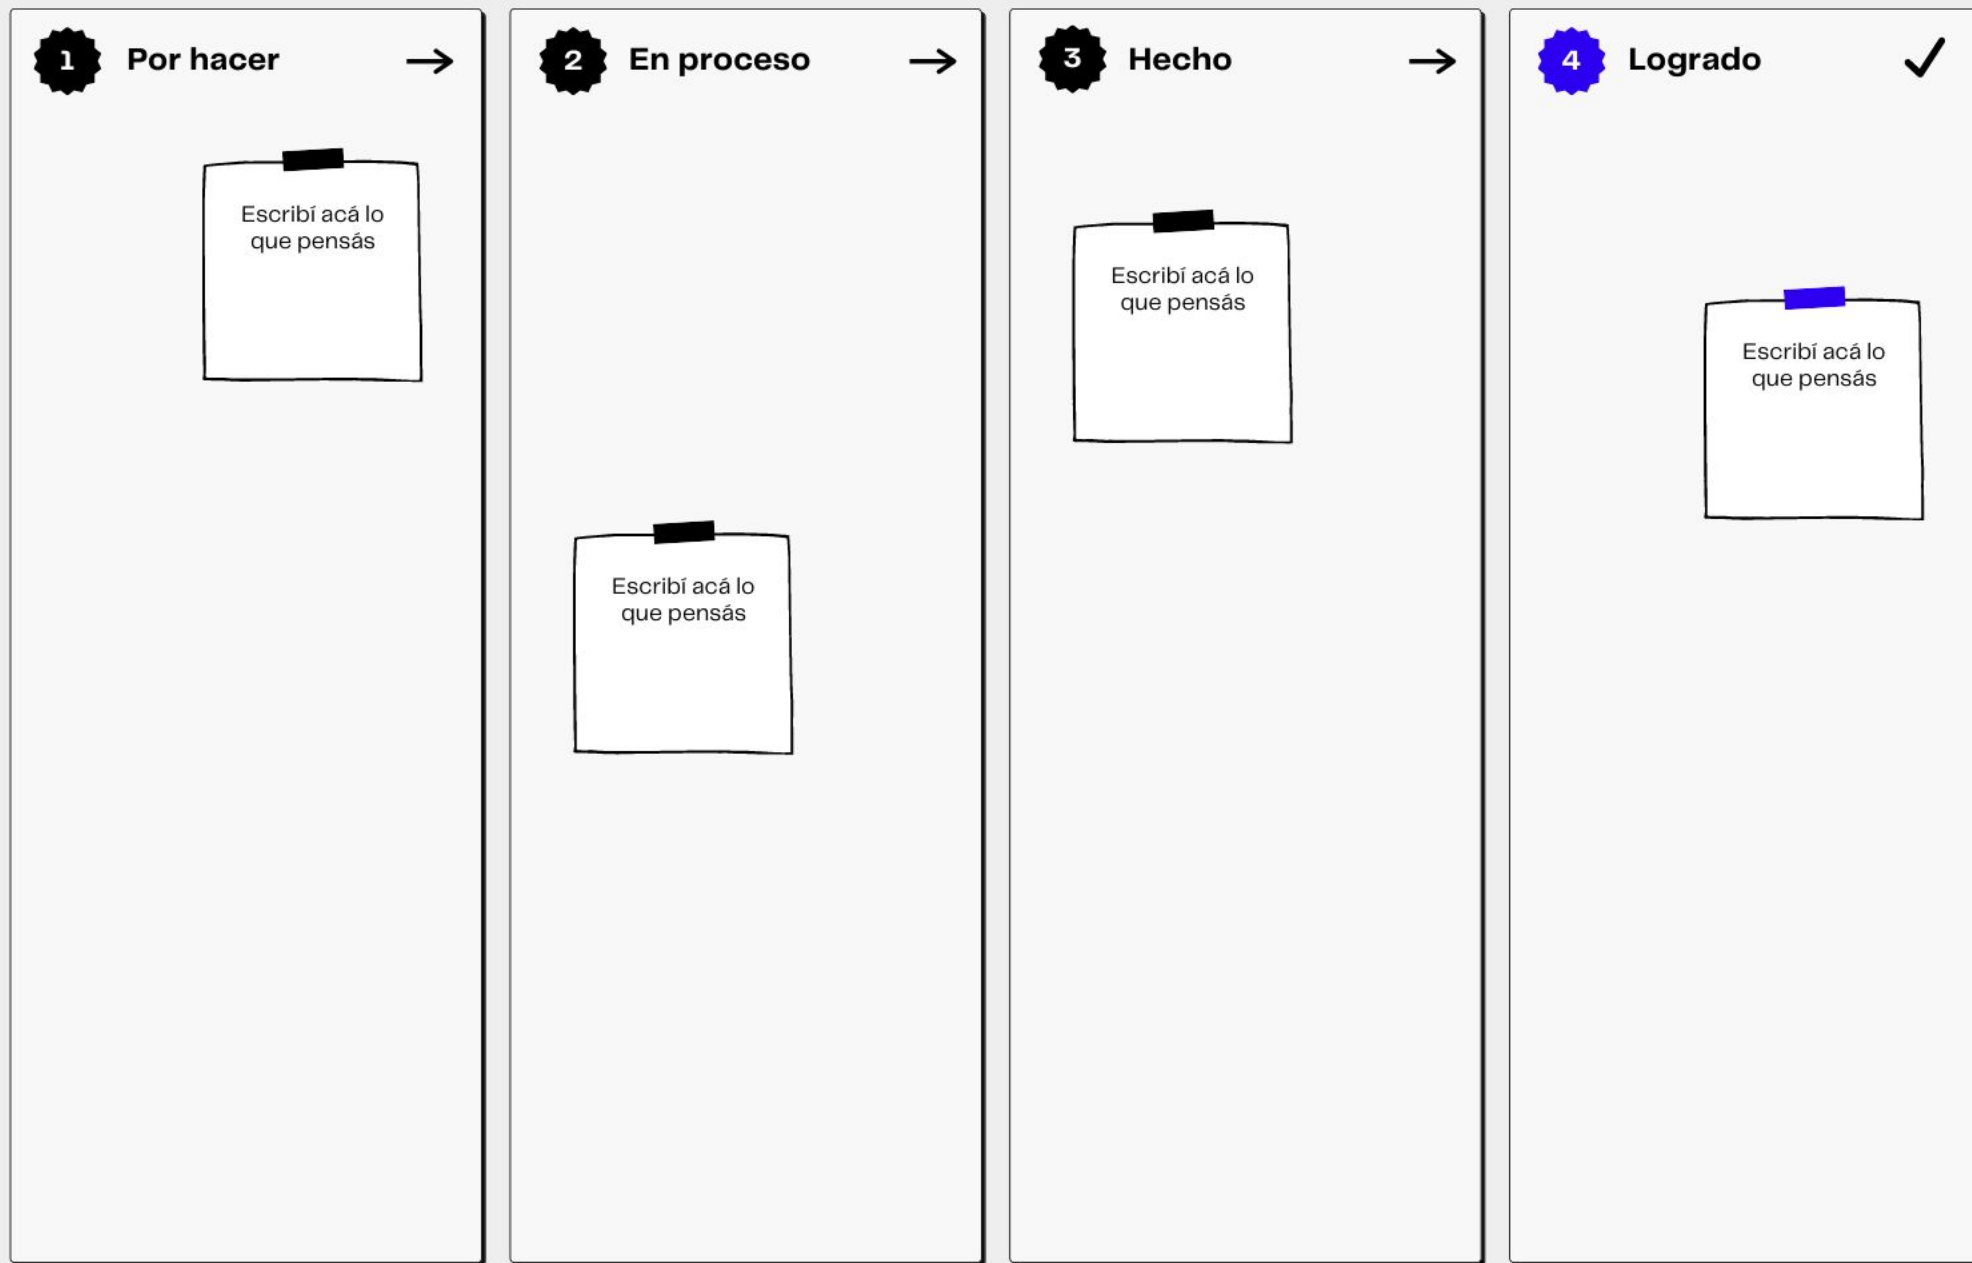 1 Por hacer
Escribí acá lo
que pensás
2 En proceso
Escribí acá lo
que pensás
3 Hecho
Escribí acá lo
que pensás
4 Logrado
Escribí acá lo
que pensás